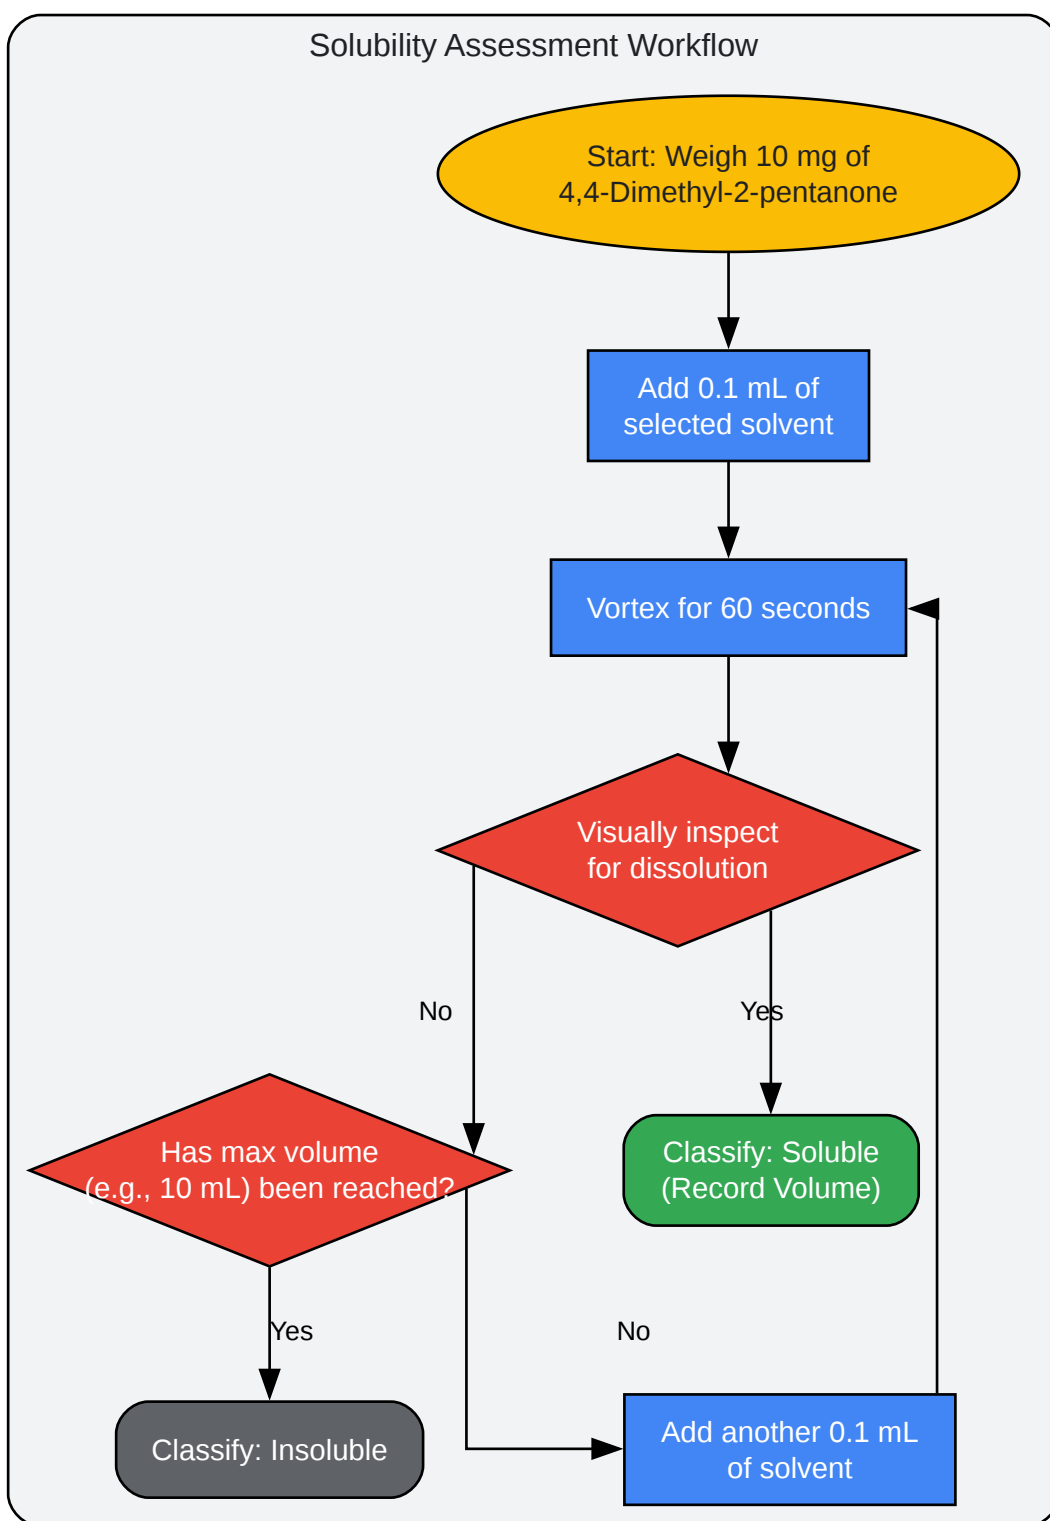 Solubility Assessment Workflow
Start: Weigh 10 mg of
4,4-Dimethyl-2-pentanone
Add 0.1 mL of
selected solvent
Vortex for 60 seconds
Visually inspect
for dissolution
No
Yes
Has max volume
(e.g., 10 mL) been reached?
Classify: Soluble
(Record Volume)
Yes
No
Classify: Insoluble
Add another 0.1 mL
of solvent